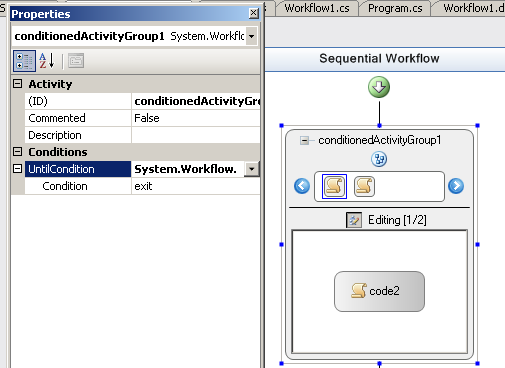 Properties
conditionedActivityGroup1 System.Workflo
Activity
(ID) conditionedActivityGro
Commented False
Description
Conditions
UntilCondition System.Workflow.
Condition exit
Workflow1.cs Program.cs Workflow1.d
Sequential Workflow
conditionedActivityGroup1
Editing [1/2]
code2